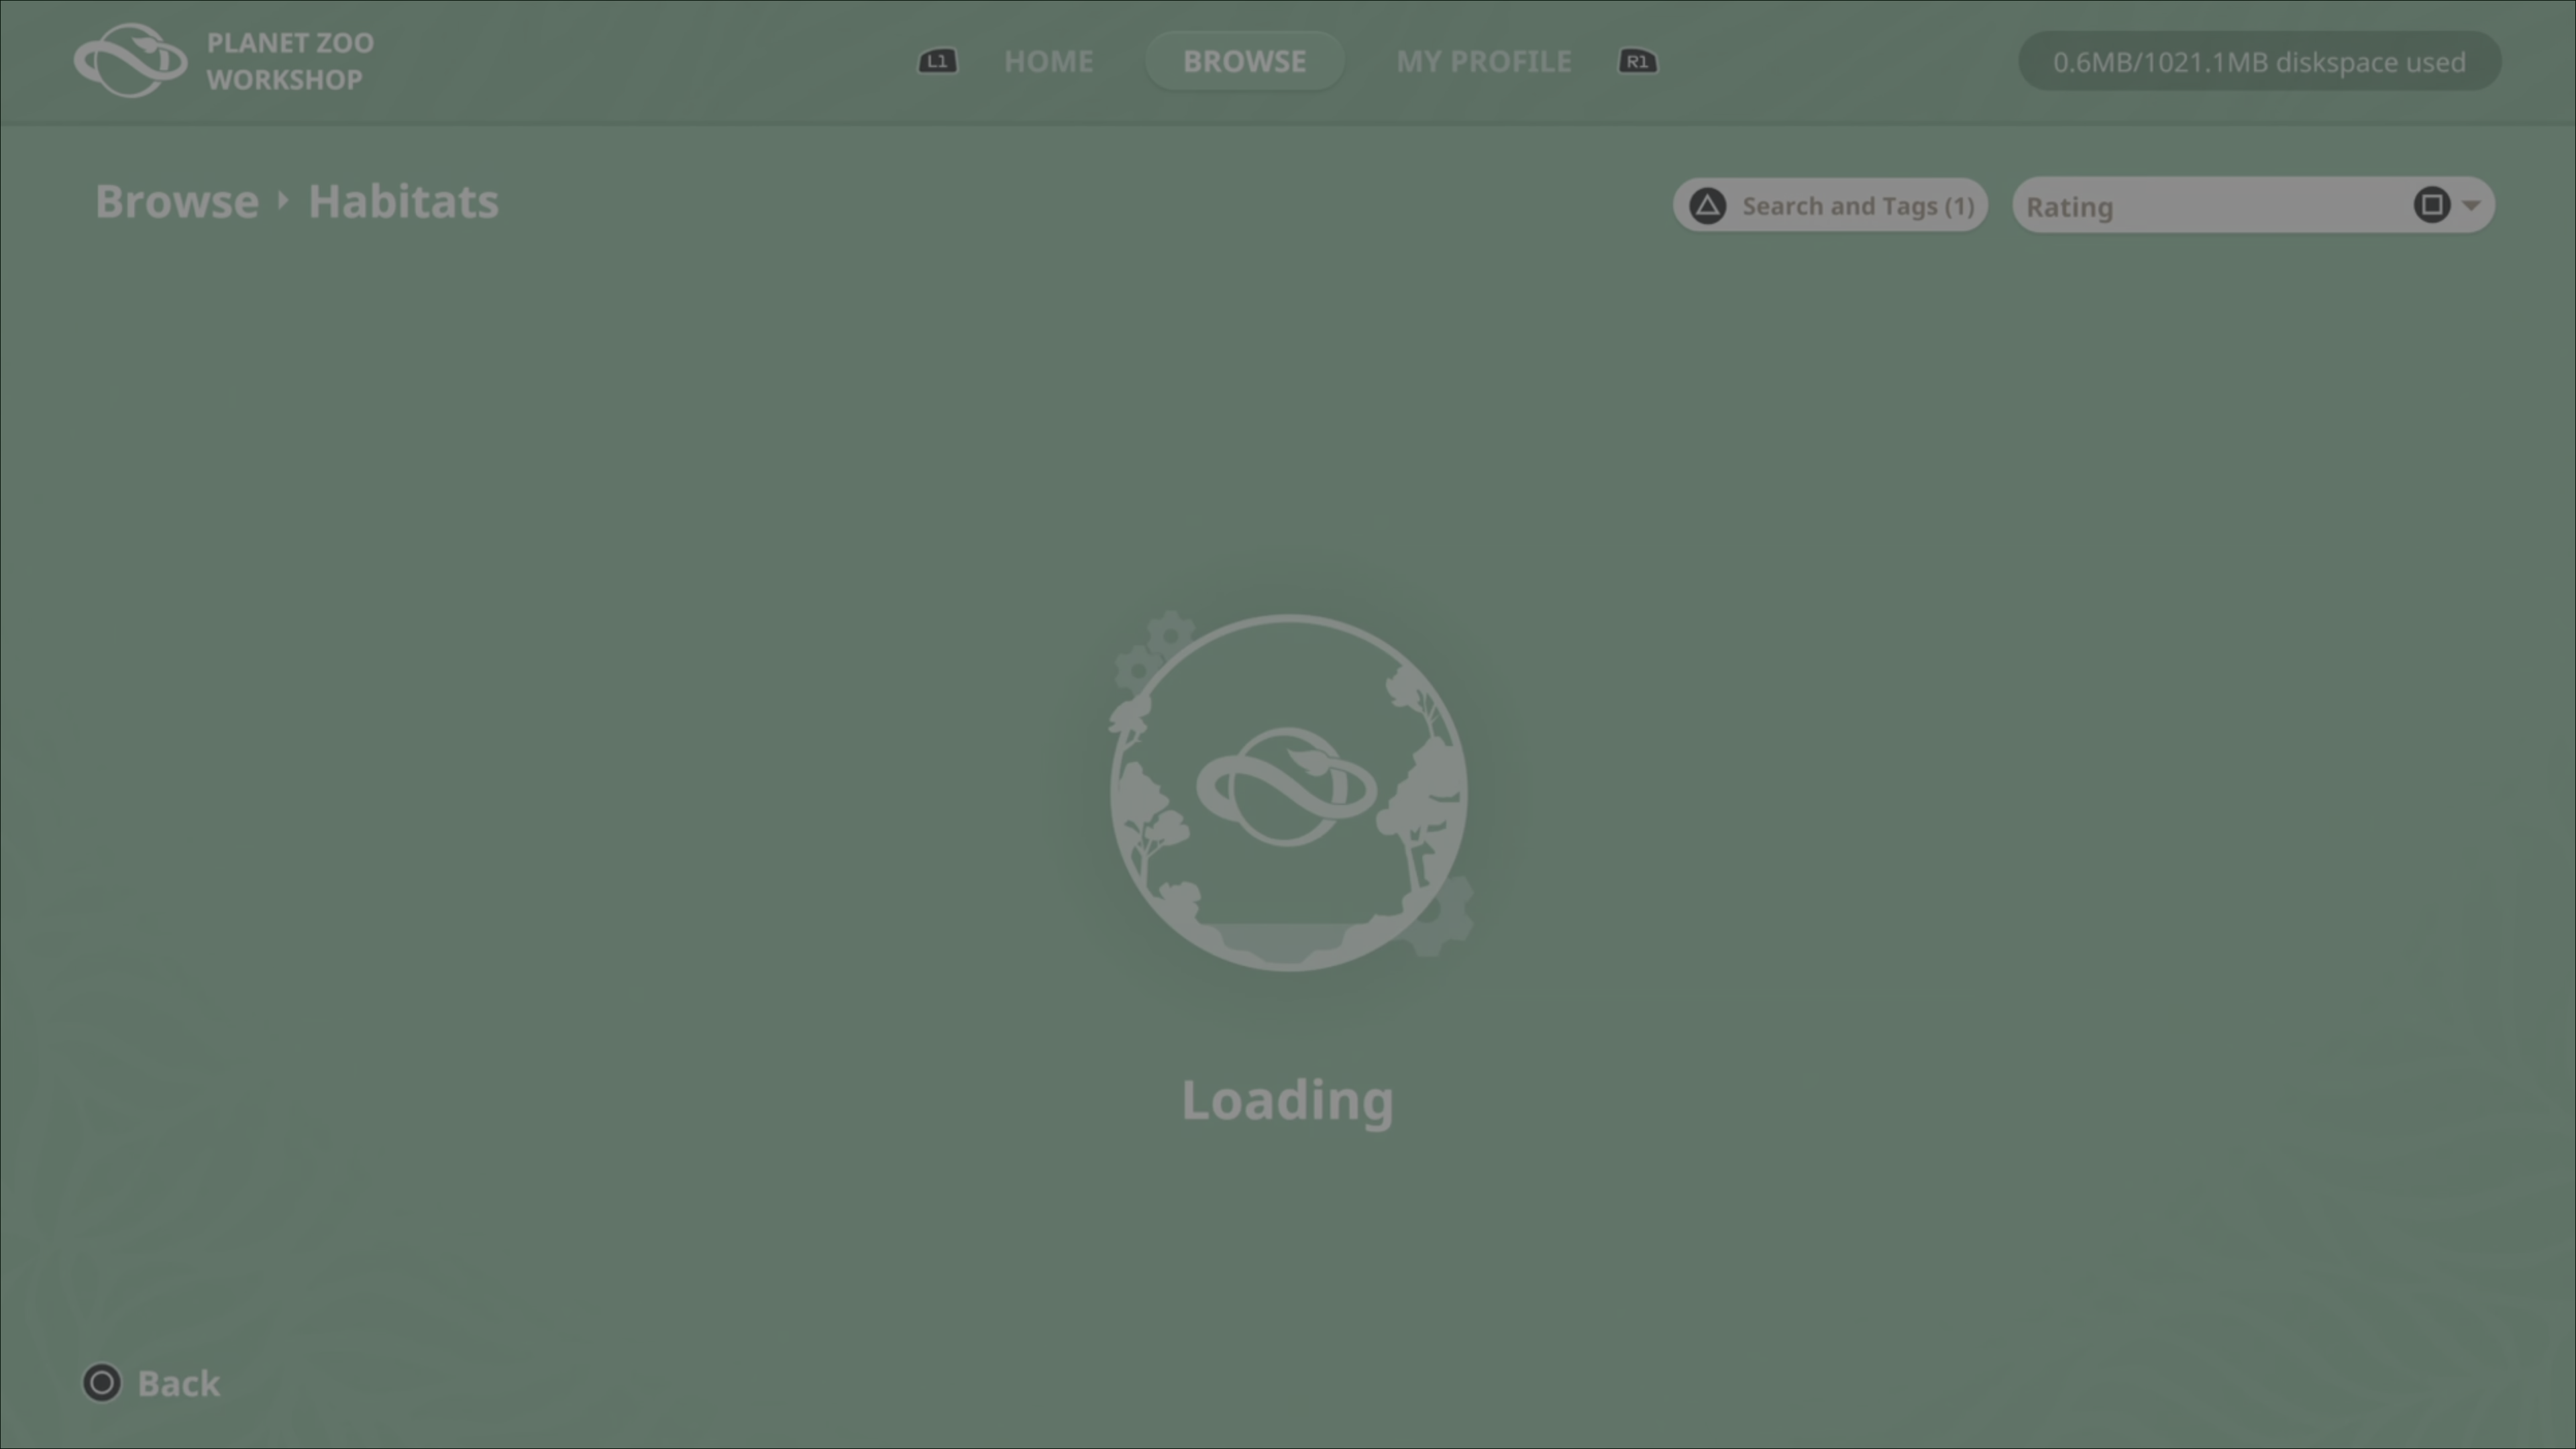 PLANET ZOO
WORKSHOP
L1
HOME
BROWSE
MY PROFILE
R1
0.6MB/1021.1MB diskspace used
Browse
Habitats
Search and Tags (1)
Rating
Loading
Back